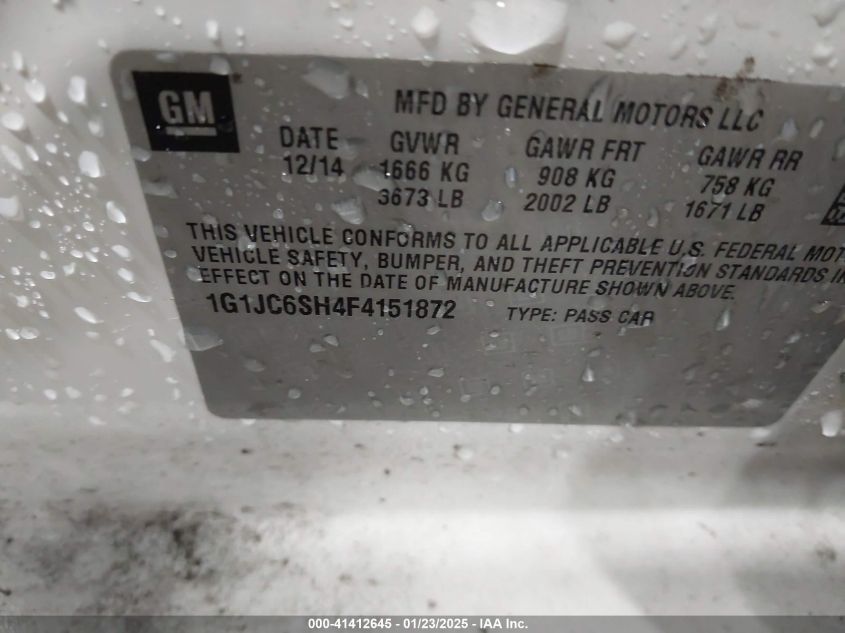 GM
MFD BY GENERAL MOTORS LLC
DATE GVWR GAWR FRT GAWR RR
12/14 1666 KG 908 KG 758 KG
3673 LB 2002 LB 1671 LB
THIS VEHICLE CONFORMS TO ALL APPLICABLE U.S. FEDERAL MOT
VEHICLE SAFETY, BUMPER, AND THEFT PREVENTION STANDARDS IN
EFFECT ON THE DATE OF MANUFACTURE SHOWN ABOVE.
1G1JC6SH4F4151872 TYPE: PASS CAR
000-41412645 - 01/23/2025 - IAA Inc.